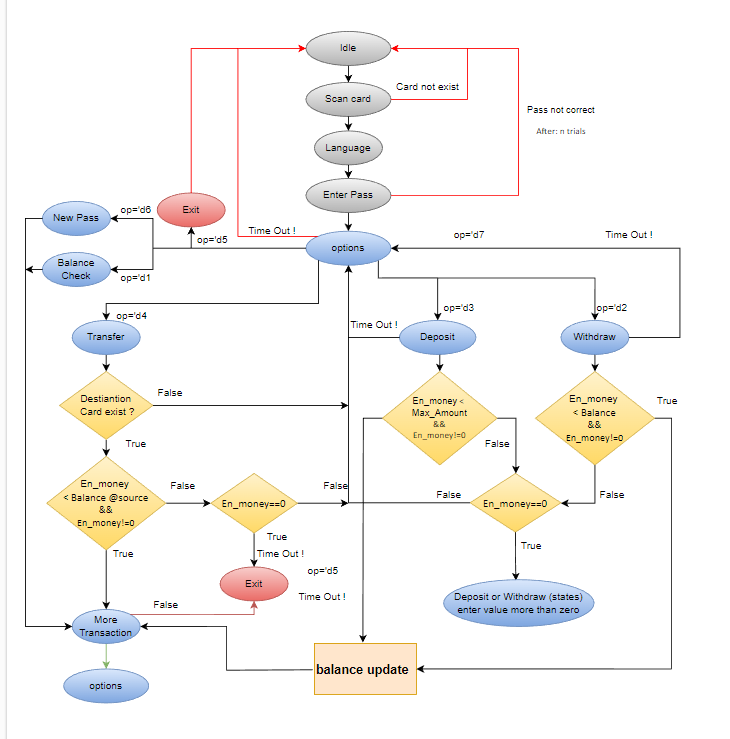 Idle
Card not exist
Scan card
Pass not correct
After: n trials
Language
Enter Pass
op='d6
Exit
New Pass
Time Out !
op='d5
op='d7
Time Out !
options
Balance
Check
op='d1
op='d4
op='d3
op='d2
Time Out !
Transfer
Deposit
Withdraw
False
Destiantion
Card exist ?
En_money <
Max_Amount
&&
En_money!=0
En_money
< Balance
&&
En_money!=0
True
True
False
En_money
< Balance @source
&&
En_money!=0
False
False
False
False
En_money==0
En_money==0
True
True
Time Out !
True
op='d5
Exit
Time Out !
Deposit or Withdraw (states)
enter value more than zero
False
More
Transaction
balance update
options